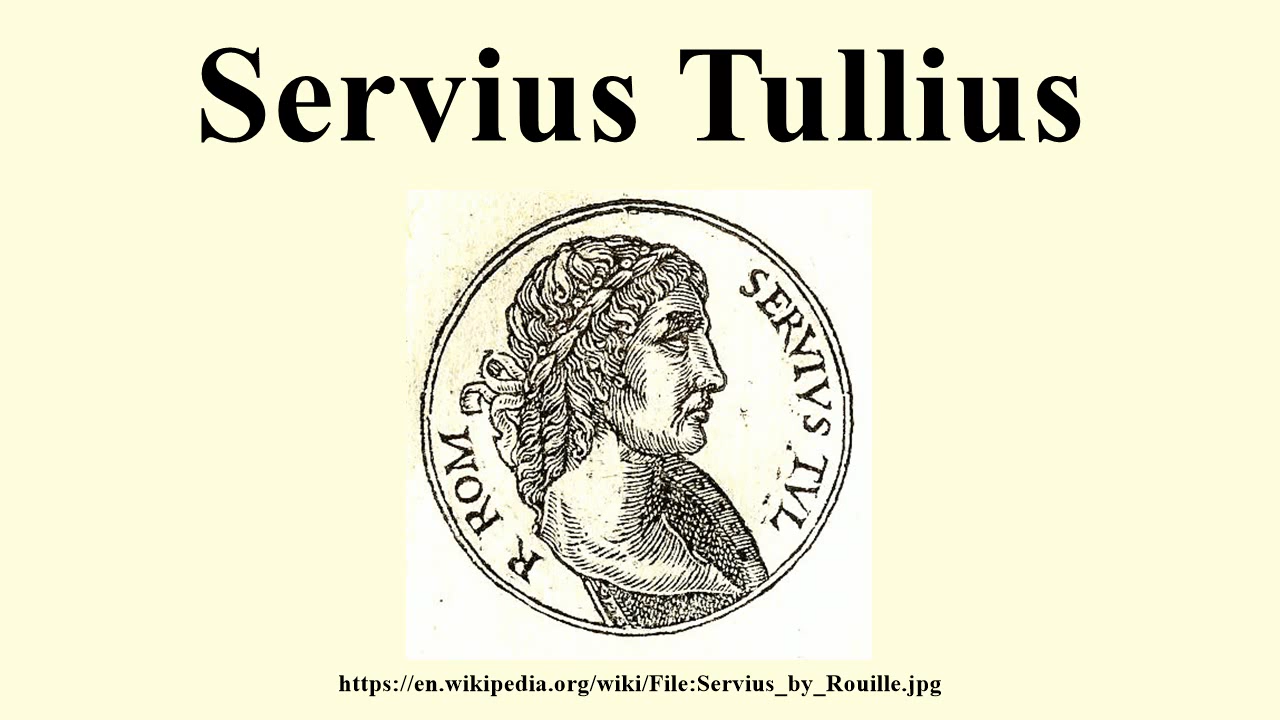 Servius Tullius
SERVIVS TVL
R ROM
https://en.wikipedia.org/wiki/File:Servius_by_Rouille.jpg